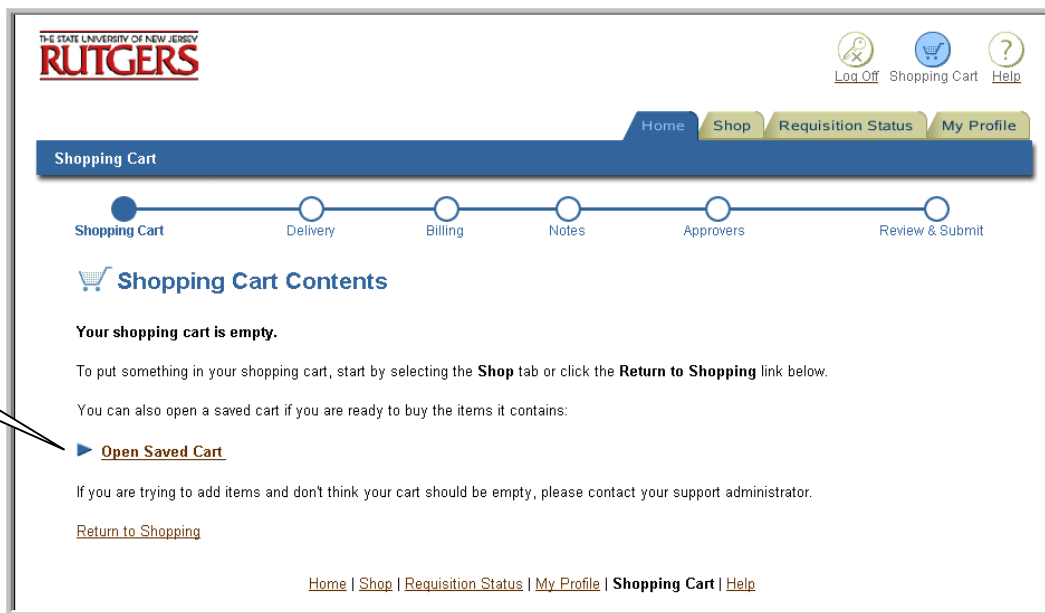 THE STATE UNIVERSITY OF NEW JERSEY
RUTGERS
Log Off Shopping Cart Help
Home Shop Requisition Status My Profile
Shopping Cart
Shopping Cart Delivery Billing Notes Approvers Review & Submit
Shopping Cart Contents
Your shopping cart is empty.
To put something in your shopping cart, start by selecting the Shop tab or click the Return to Shopping link below.
You can also open a saved cart if you are ready to buy the items it contains:
Open Saved Cart
If you are trying to add items and don't think your cart should be empty, please contact your support administrator.
Return to Shopping
Home | Shop | Requisition Status | My Profile | Shopping Cart | Help